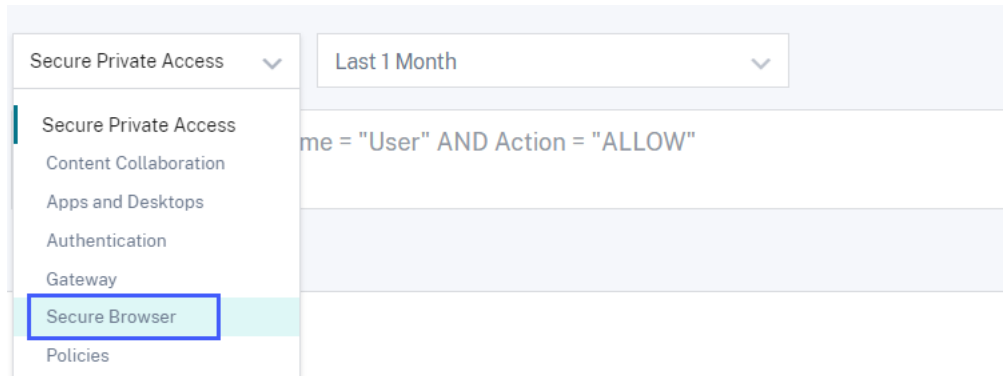 Secure Private Access
Last 1 Month
Secure Private Access
me = "User" AND Action = "ALLOW"
Content Collaboration
Apps and Desktops
Authentication
Gateway
Secure Browser
Policies